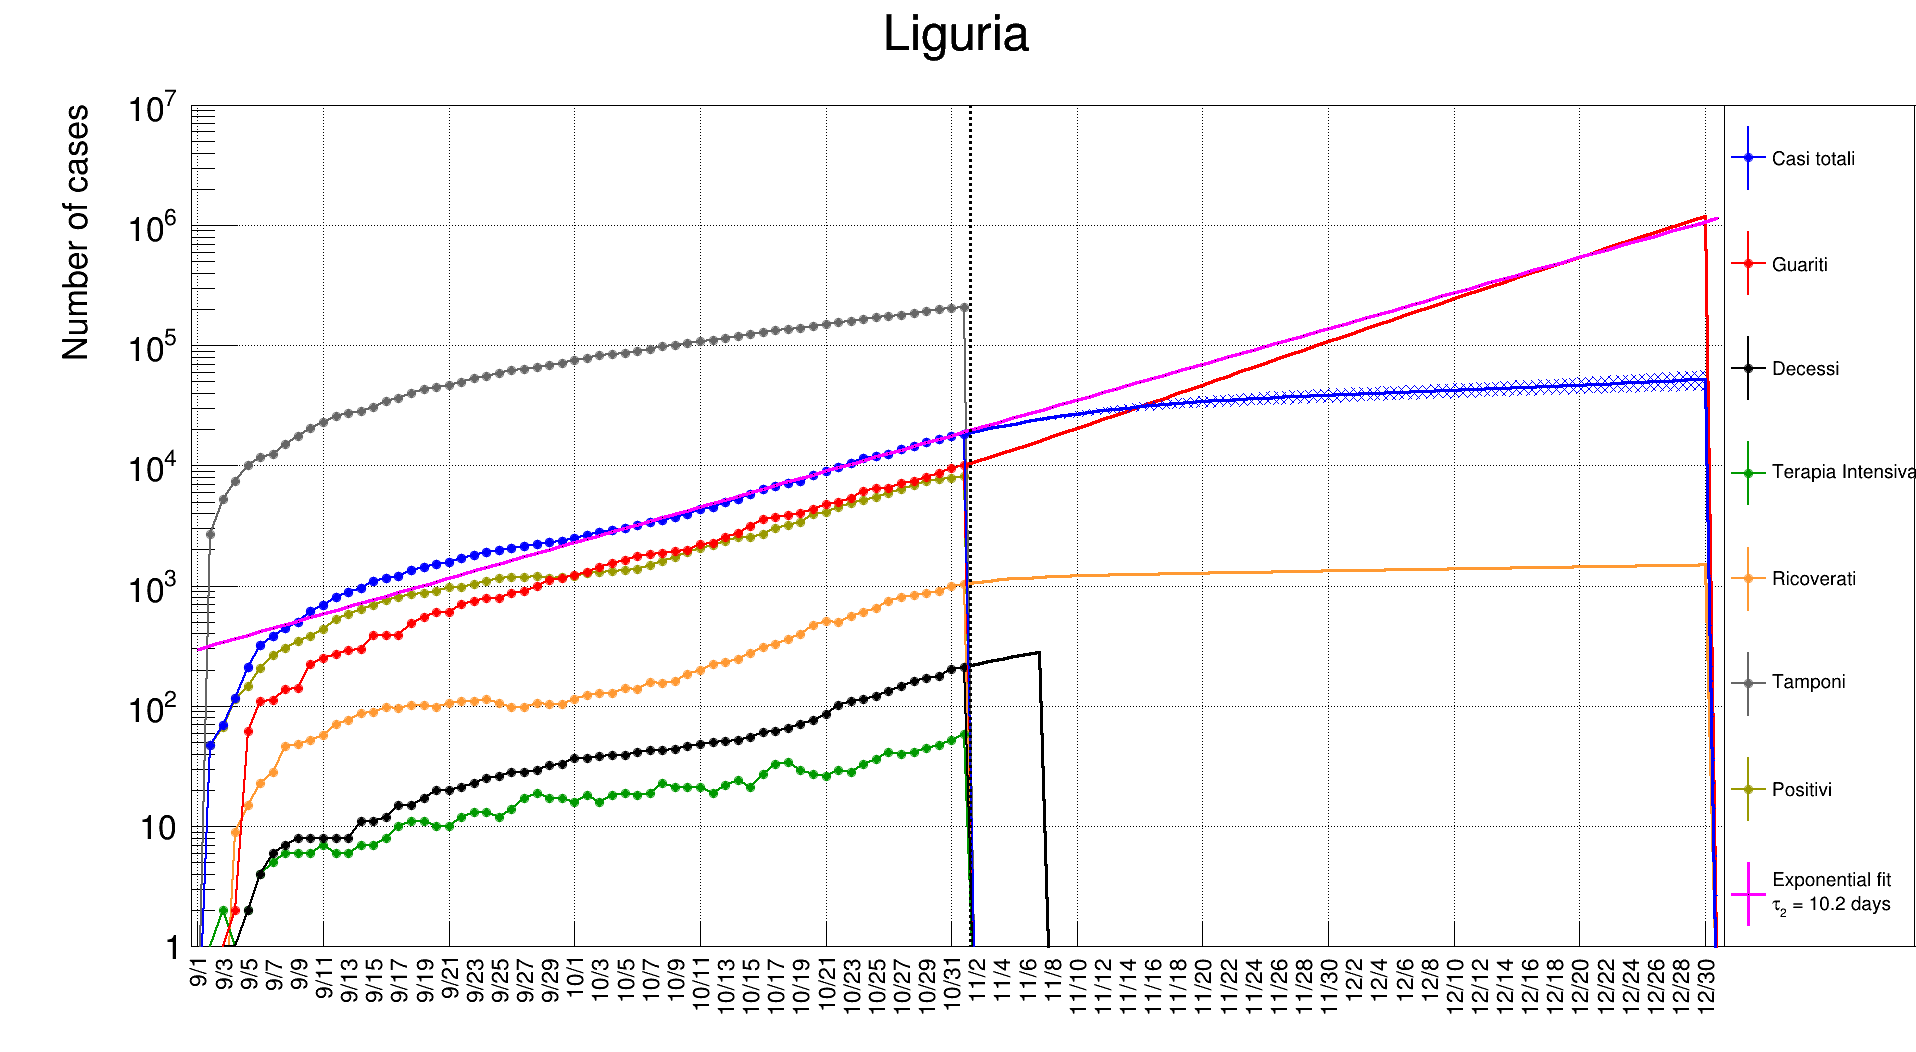 Liguria
Number of cases
10^7
10^6
10^5
10^4
10^3
10^2
10
1
9/1 9/3 9/5 9/7 9/9 9/11 9/13 9/15 9/17 9/19 9/21 9/23 9/25 9/27 9/29 10/1 10/3 10/5 10/7 10/9 10/11 10/13 10/15 10/17 10/19 10/21 10/23 10/25 10/27 10/29 10/31 11/2 11/4 11/6 11/8 11/10 11/12 11/14 11/16 11/18 11/20 11/22 11/24 11/26 11/28 11/30 12/2 12/4 12/6 12/8 12/10 12/12 12/14 12/16 12/18 12/20 12/22 12/24 12/26 12/28 12/30
Casi totali
Guariti
Decessi
Terapia Intensiva
Ricoverati
Tamponi
Positivi
Exponential fit
τ_2 = 10.2 days